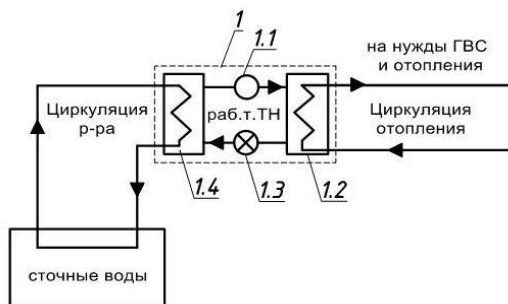 1
1.1
на нужды ГВС
и отопления
Циркуляция
р-ра
раб.т.ТН
Циркуляция
отопления
1.4
1.3
1.2
сточные воды